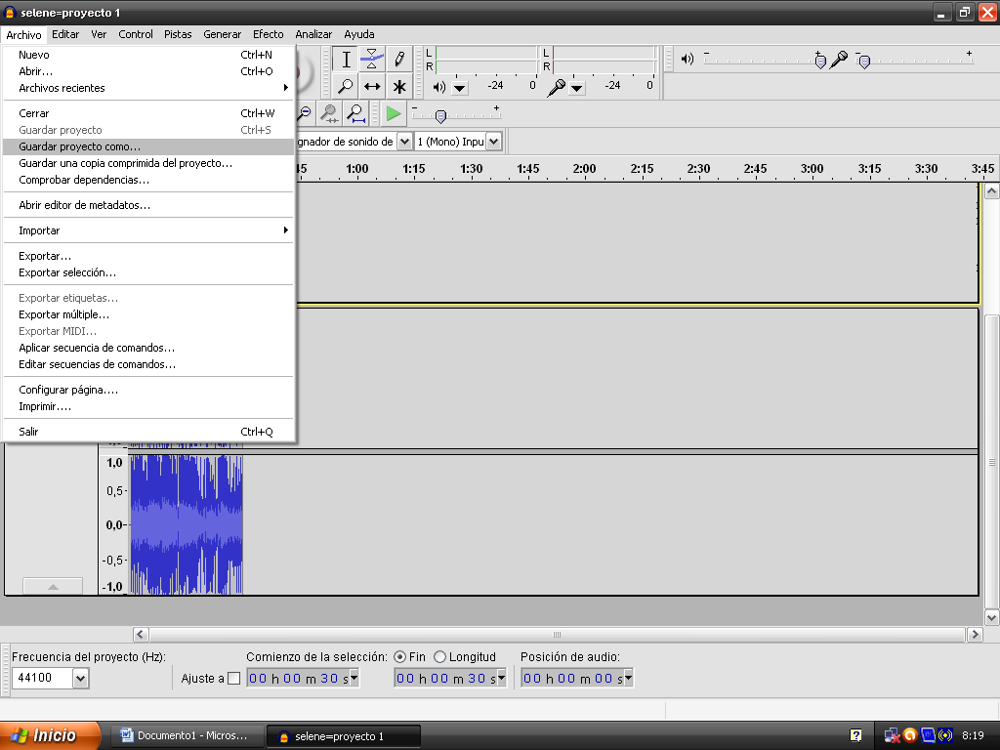 selene=proyecto 1
Archivo Editar Ver Control Pistas Generar Efecto Analizar Ayuda
Nuevo Ctrl+N
Abrir... Ctrl+O
Archivos recientes
Cerrar Ctrl+W
Guardar proyecto Ctrl+S
Guardar proyecto como...
Guardar una copia comprimida del proyecto...
Comprobar dependencias...
Abrir editor de metadatos...
Importar
Exportar...
Exportar selección...
Exportar etiquetas...
Exportar múltiple...
Exportar MIDI...
Aplicar secuencia de comandos...
Editar secuencias de comandos...
Configurar página....
Imprimir....
Salir Ctrl+Q
L L
R R
-24 0 -24 0
- + - +
- +
gnador de sonido de 1 (Mono) Inpu
45 1:00 1:15 1:30 1:45 2:00 2:15 2:30 2:45 3:00 3:15 3:30 3:45
1,0
0,5
0,0
-0,5
-1,0
Frecuencia del proyecto (Hz): Comienzo de la selección: Fin Longitud Posición de audio:
44100 Ajuste a 00 h 00 m 30 s 00 h 00 m 30 s 00 h 00 m 00 s
Inicio Documento1 - Micros... selene=proyecto 1 8:19